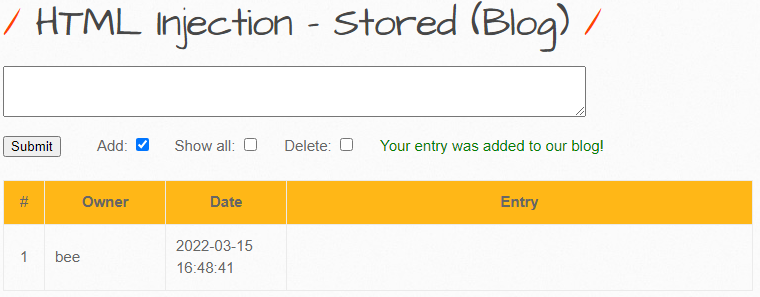 / HTML Injection - Stored (Blog) /
Submit Add: Show all: Delete: Your entry was added to our blog!
# Owner Date Entry
1 bee 2022-03-15
16:48:41